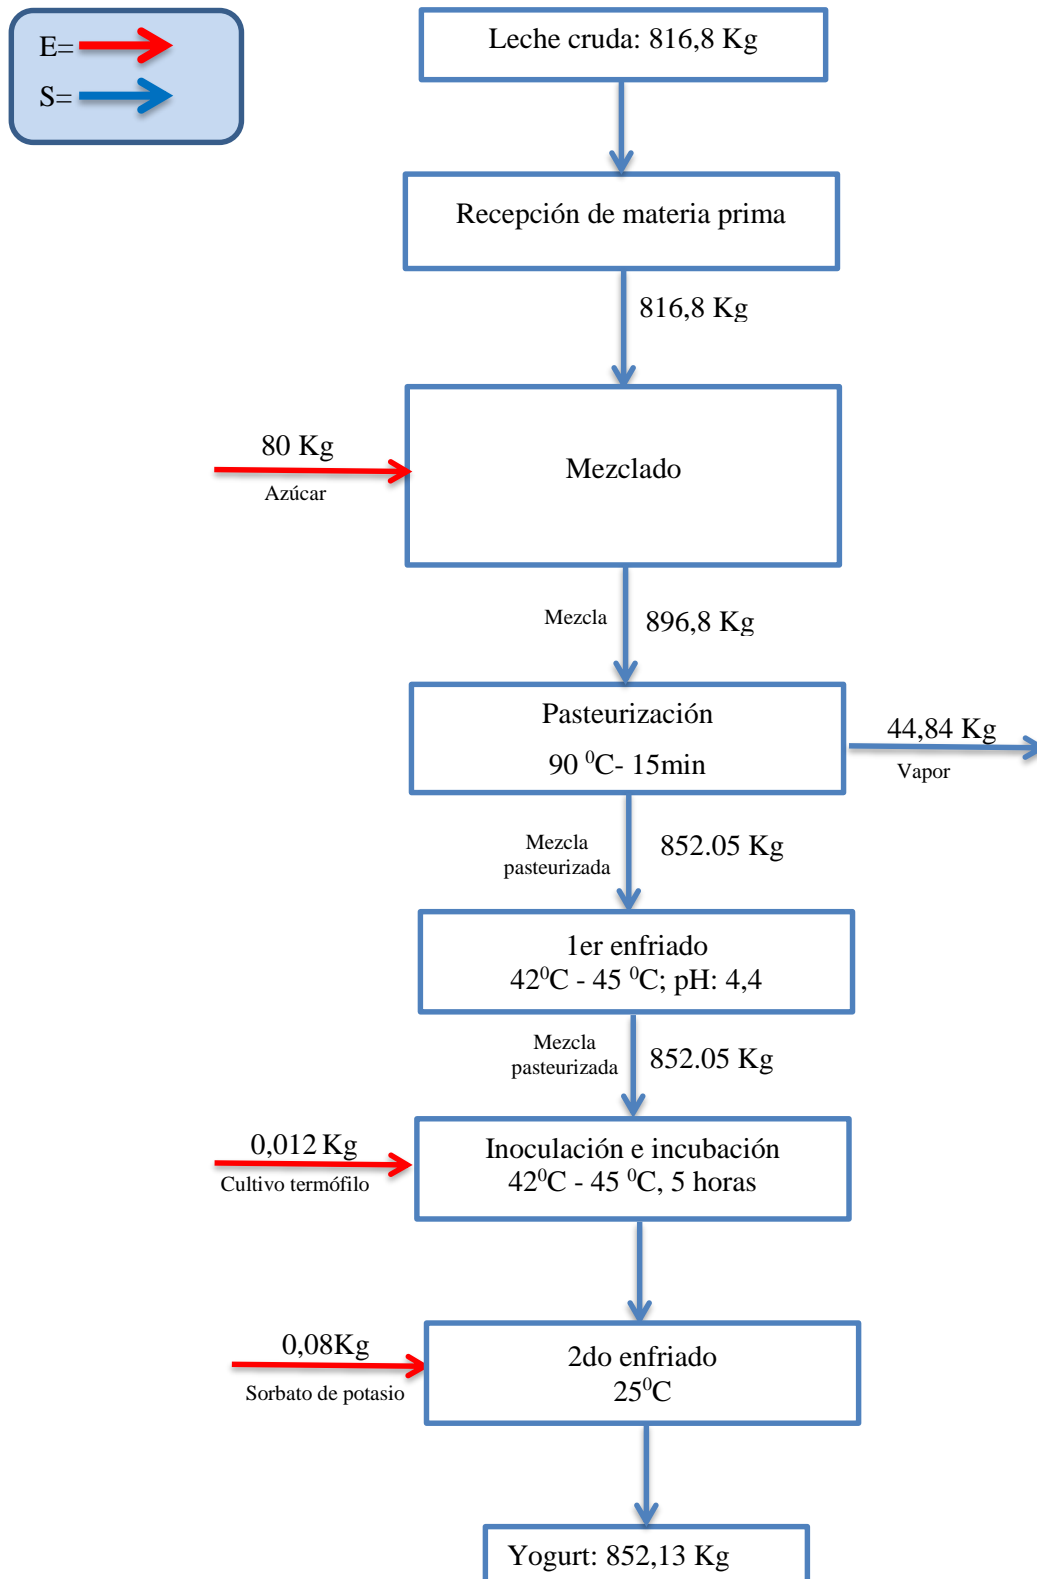 E=
S=
Leche cruda: 816,8 Kg
Recepción de materia prima
816,8 Kg
80 Kg
Azúcar
Mezclado
Mezcla
896,8 Kg
Pasteurización
90 ⁰C- 15min
44,84 Kg
Vapor
Mezcla
pasteurizada
852.05 Kg
1er enfriado
42⁰C - 45 ⁰C; pH: 4,4
Mezcla
pasteurizada
852.05 Kg
0,012 Kg
Cultivo termófilo
Inoculación e incubación
42⁰C - 45 ⁰C, 5 horas
0,08Kg
Sorbato de potasio
2do enfriado
25⁰C
Yogurt: 852,13 Kg